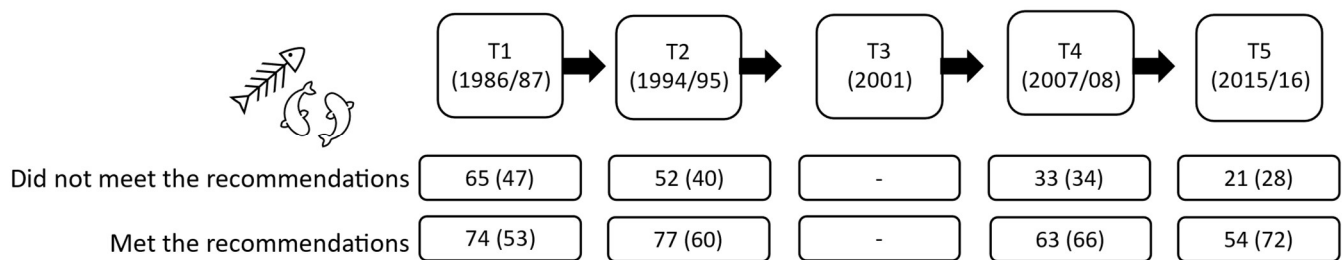 T1 T2 T3 T4 T5
(1986/87) (1994/95) (2001) (2007/08) (2015/16)
Did not meet the recommendations 65 (47) 52 (40) - 33 (34) 21 (28)
Met the recommendations 74 (53) 77 (60) - 63 (66) 54 (72)